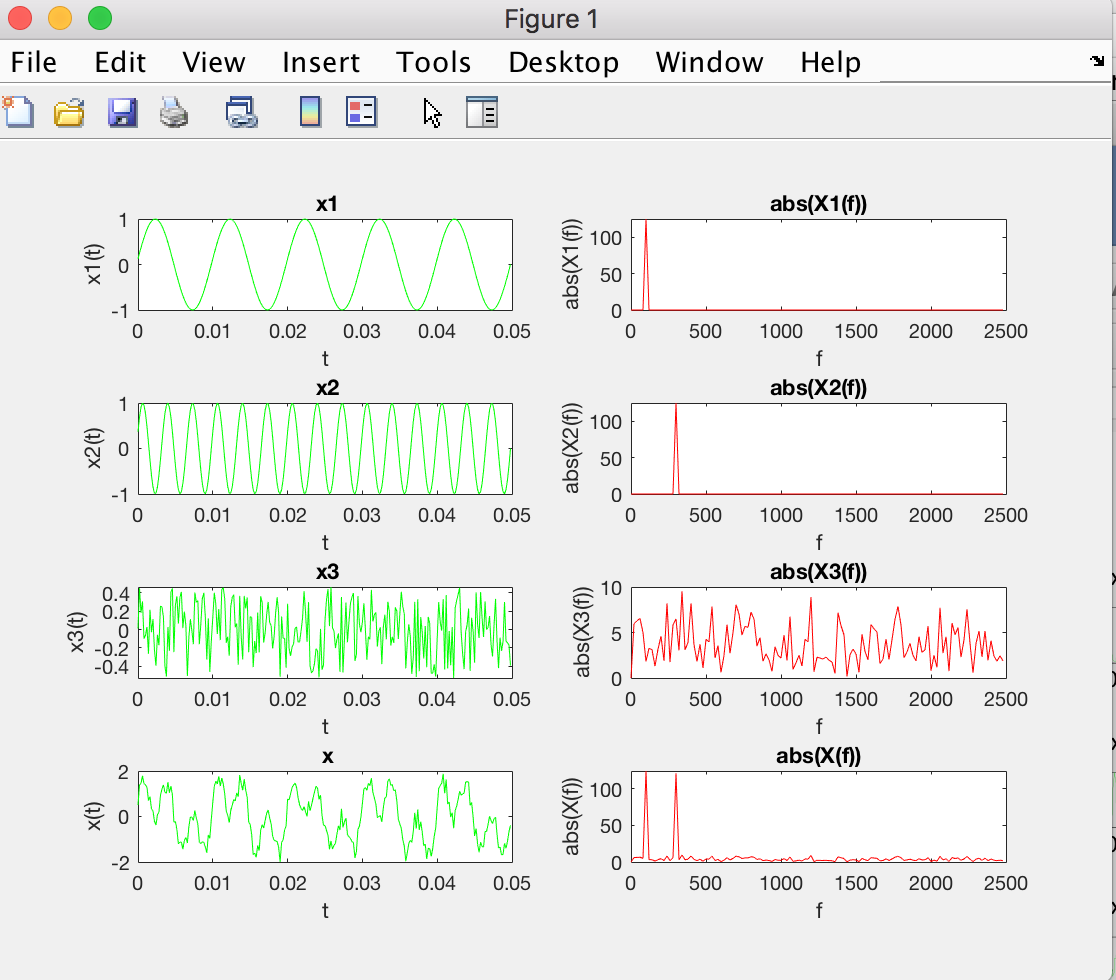 Figure 1
File Edit View Insert Tools Desktop Window Help
x1
1
0
-1
x1(t)
0 0.01 0.02 0.03 0.04 0.05
t
abs(X1(f))
100
50
0
abs(X1(f))
0 500 1000 1500 2000 2500
f
x2
1
0
-1
x2(t)
0 0.01 0.02 0.03 0.04 0.05
t
abs(X2(f))
100
50
0
abs(X2(f))
0 500 1000 1500 2000 2500
f
x3
0.4
0.2
0
-0.2
-0.4
x3(t)
0 0.01 0.02 0.03 0.04 0.05
t
abs(X3(f))
10
5
0
abs(X3(f))
0 500 1000 1500 2000 2500
f
x
2
0
-2
x(t)
0 0.01 0.02 0.03 0.04 0.05
t
abs(X(f))
100
50
0
abs(X(f))
0 500 1000 1500 2000 2500
f